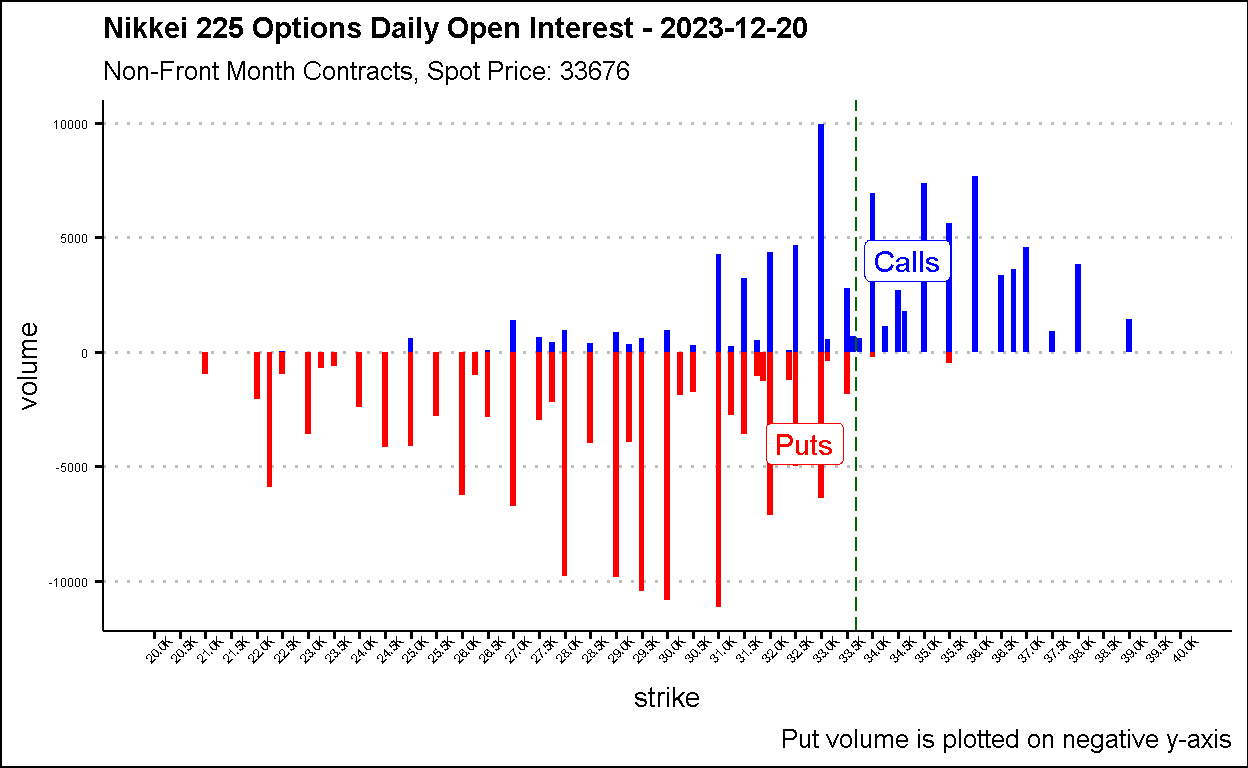 Nikkei 225 Options Daily Open Interest - 2023-12-20
Non-Front Month Contracts, Spot Price: 33676
10000
5000
0
-5000
-10000
volume
Calls
Puts
20.0K 20.5K 21.0K 21.5K 22.0K 22.5K 23.0K 23.5K 24.0K 24.5K 25.0K 25.5K 26.0K 26.5K 27.0K 27.5K 28.0K 28.5K 29.0K 29.5K 30.0K 30.5K 31.0K 31.5K 32.0K 32.5K 33.0K 33.5K 34.0K 34.5K 35.0K 35.5K 36.0K 36.5K 37.0K 37.5K 38.0K 38.5K 39.0K 39.5K 40.0K
strike
Put volume is plotted on negative y-axis